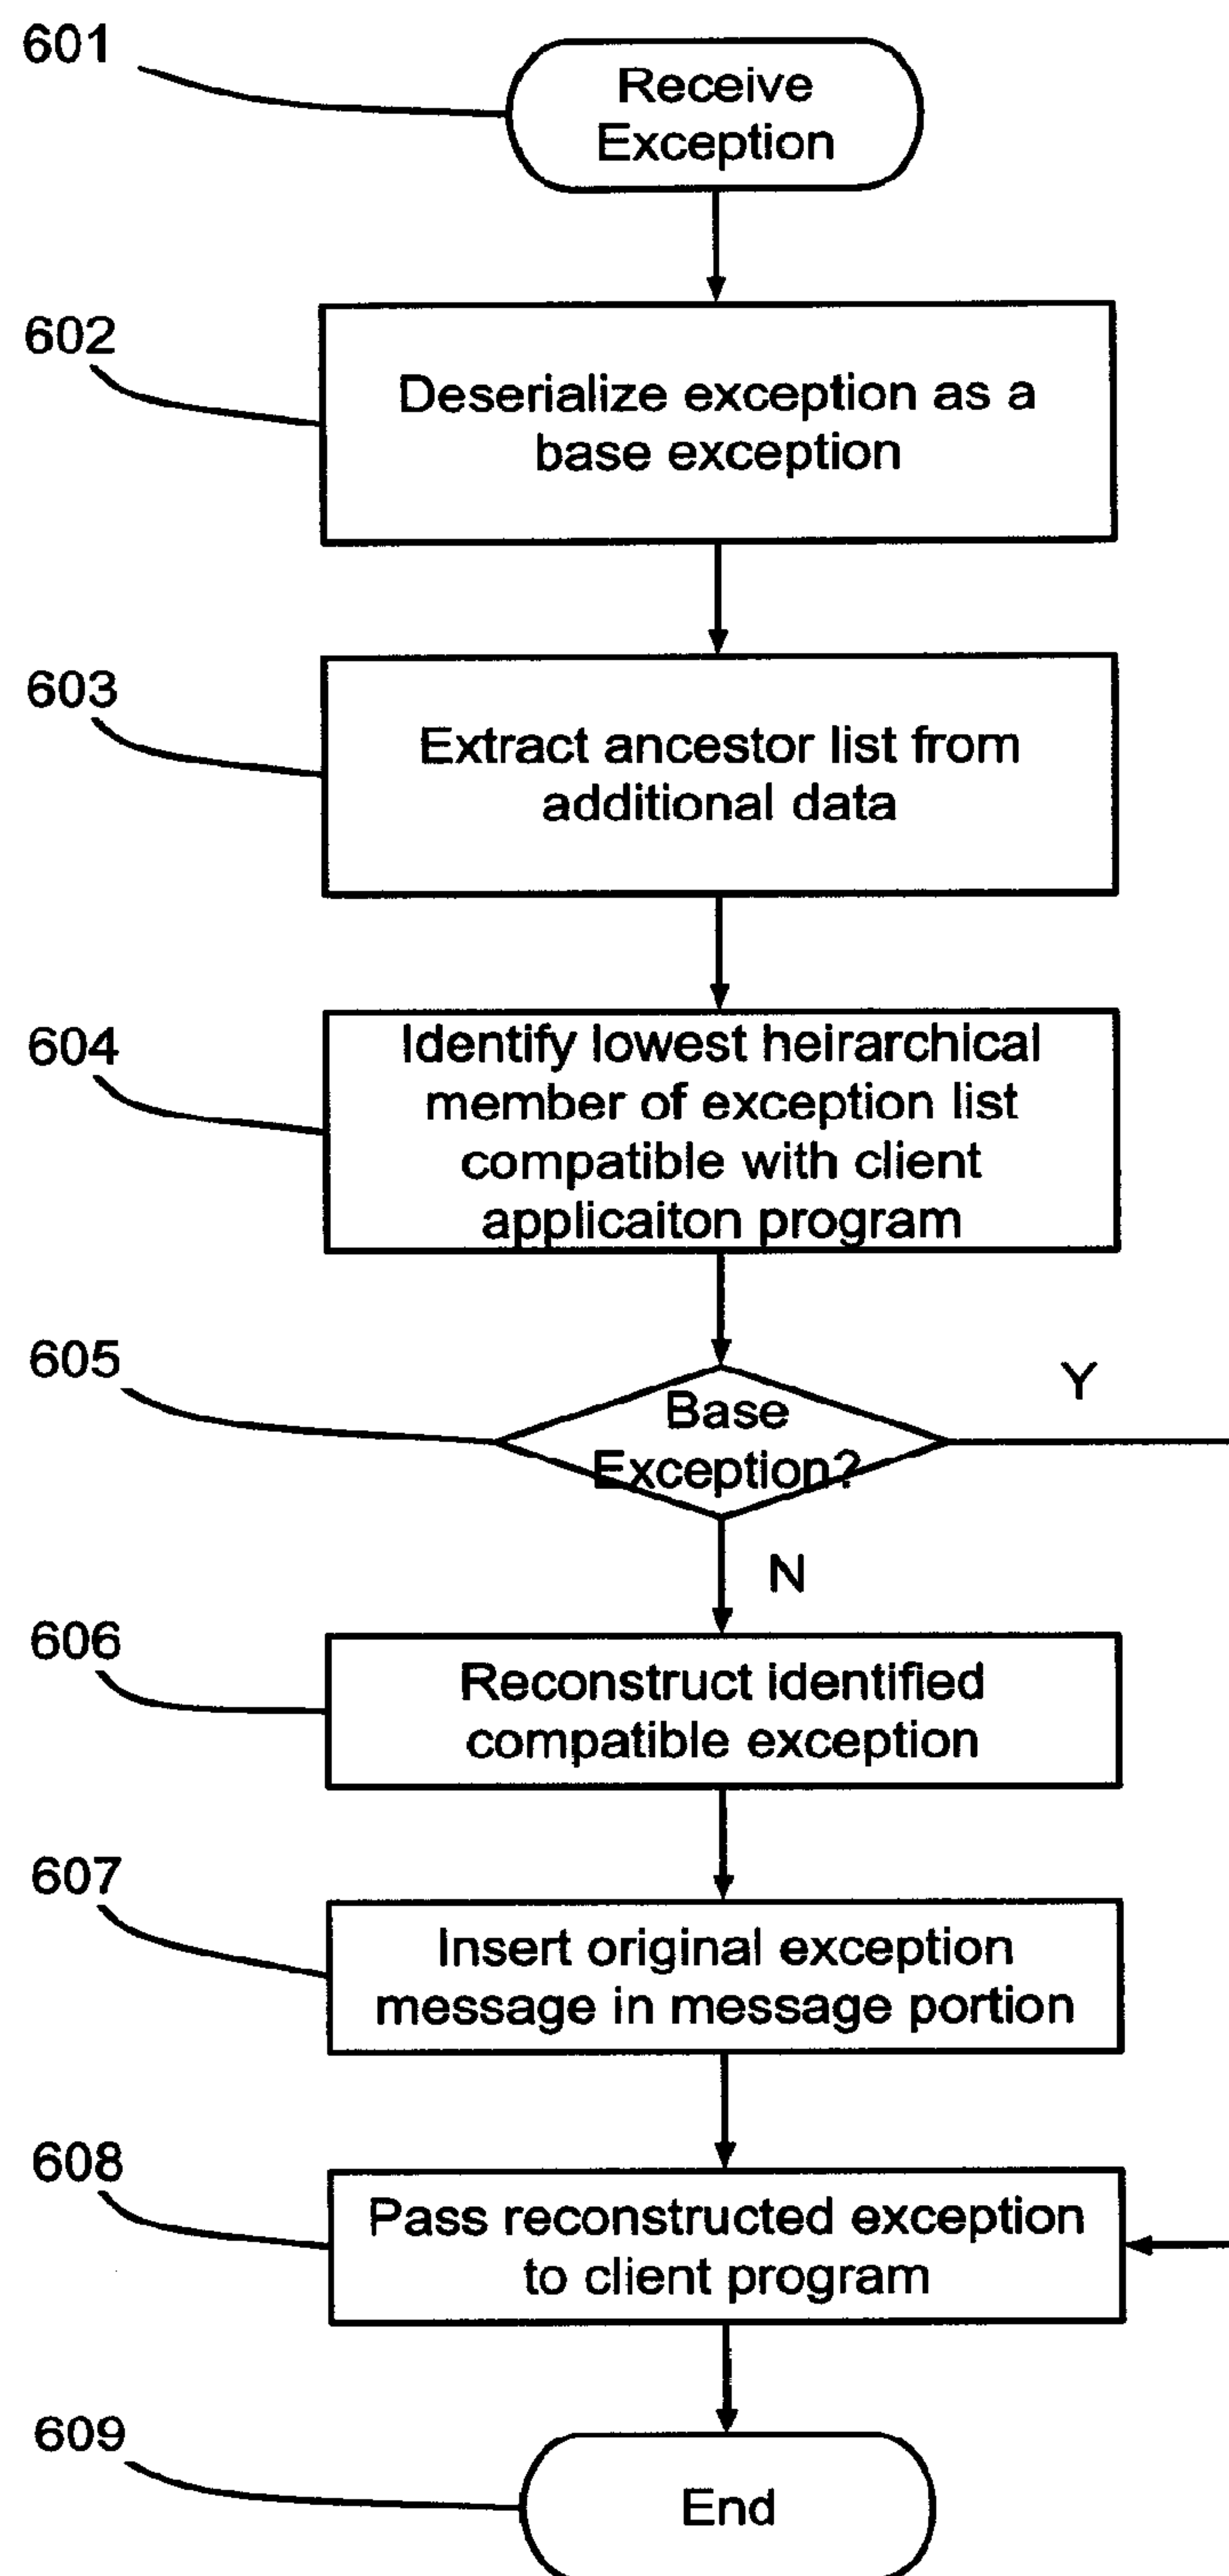 601
Receive
Exception
602
Deserialize exception as a
base exception
603
Extract ancestor list from
additional data
604
Identify lowest heirarchical
member of exception list
compatible with client
applicaiton program
605
Base
Exception?
Y
N
606
Reconstruct identified
compatible exception
607
Insert original exception
message in message portion
608
Pass reconstructed exception
to client program
609
End